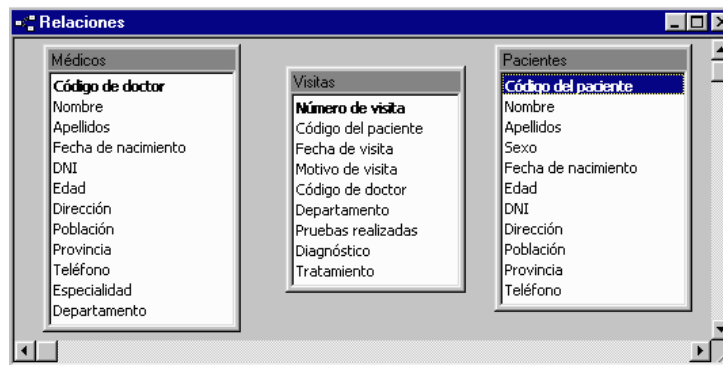 Relaciones
Médicos
Código de doctor
Nombre
Apellidos
Fecha de nacimiento
DNI
Edad
Dirección
Población
Provincia
Teléfono
Especialidad
Departamento
Visitas
Número de visita
Código del paciente
Fecha de visita
Motivo de visita
Código de doctor
Departamento
Pruebas realizadas
Diagnóstico
Tratamiento
Pacientes
Código del paciente
Nombre
Apellidos
Sexo
Fecha de nacimiento
Edad
DNI
Dirección
Población
Provincia
Teléfono